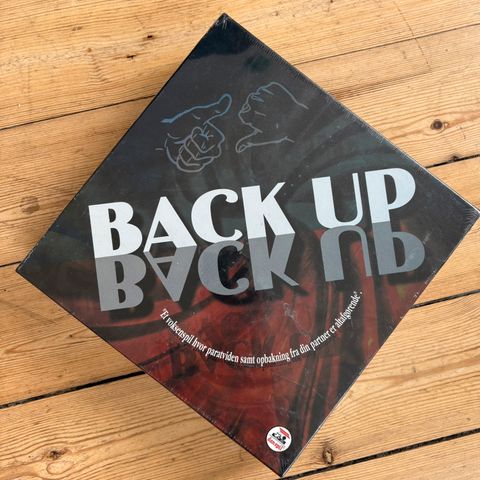 BACK UP
BACK UP
"Et voksenspil hvor paratviden samt opbakning fra din partner er altafgørende".